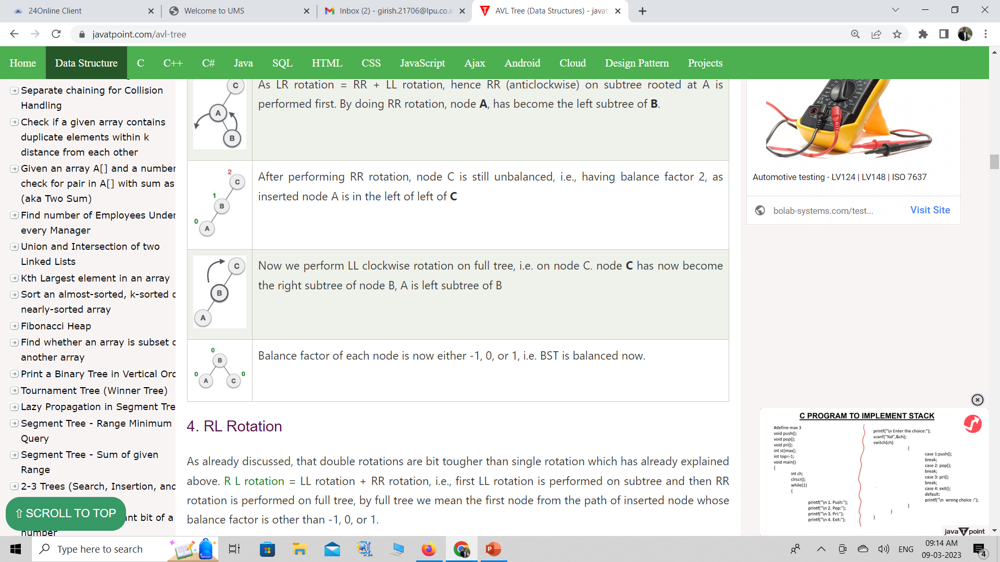 24Online Client
Welcome to UMS
Inbox (2) - girish.21706@lpu.co.in
AVL Tree (Data Structures) - javat
javatpoint.com/avl-tree
Home Data Structure C C++ C# Java SQL HTML CSS JavaScript Ajax Android Cloud Design Pattern Projects
Separate chaining for Collision
Handling
Check if a given array contains
duplicate elements within k
distance from each other
Given an array A[] and a number
check for pair in A[] with sum as
(aka Two Sum)
Find number of Employees Under
every Manager
Union and Intersection of two
Linked Lists
Kth Largest element in an array
Sort an almost-sorted, k-sorted o
nearly-sorted array
Fibonacci Heap
Find whether an array is subset o
another array
Print a Binary Tree in Vertical Ord
Tournament Tree (Winner Tree)
Lazy Propagation in Segment Tre
Segment Tree - Range Minimum
Query
Segment Tree - Sum of given
Range
2-3 Trees (Search, Insertion, and
⇧ SCROLL TO TOP
nt bit of a
number
C
A
B
As LR rotation = RR + LL rotation, hence RR (anticlockwise) on subtree rooted at A is
performed first. By doing RR rotation, node A, has become the left subtree of B.
2
C
1
B
0
A
After performing RR rotation, node C is still unbalanced, i.e., having balance factor 2, as
inserted node A is in the left of left of C
C
B
A
Now we perform LL clockwise rotation on full tree, i.e. on node C. node C has now become
the right subtree of node B, A is left subtree of B
0
B
0 0
A C
Balance factor of each node is now either -1, 0, or 1, i.e. BST is balanced now.
4. RL Rotation
As already discussed, that double rotations are bit tougher than single rotation which has already explained
above. R L rotation = LL rotation + RR rotation, i.e., first LL rotation is performed on subtree and then RR
rotation is performed on full tree, by full tree we mean the first node from the path of inserted node whose
balance factor is other than -1, 0, or 1.
Automotive testing - LV124 | LV148 | ISO 7637
bolab-systems.com/test...
Visit Site
C PROGRAM TO IMPLEMENT STACK
#define max 3
void push();
void pop();
void pri();
int st[max];
int top=-1;
void main()
{
int ch;
clrscr();
while(1)
{
printf("\n 1. Push:");
printf("\n 2. Pop:");
printf("\n 3. Pri:");
printf("\n 4. Exit:");
printf("\n Enter the choice:");
scanf("%d",&ch);
switch(ch)
{
case 1:push();
break;
case 2: pop();
break;
case 3: pri();
break;
case 4: exit();
default:
printf("\n wrong choice :");
}
}
}
java T point
Type here to search
ENG
09:14 AM
09-03-2023
4